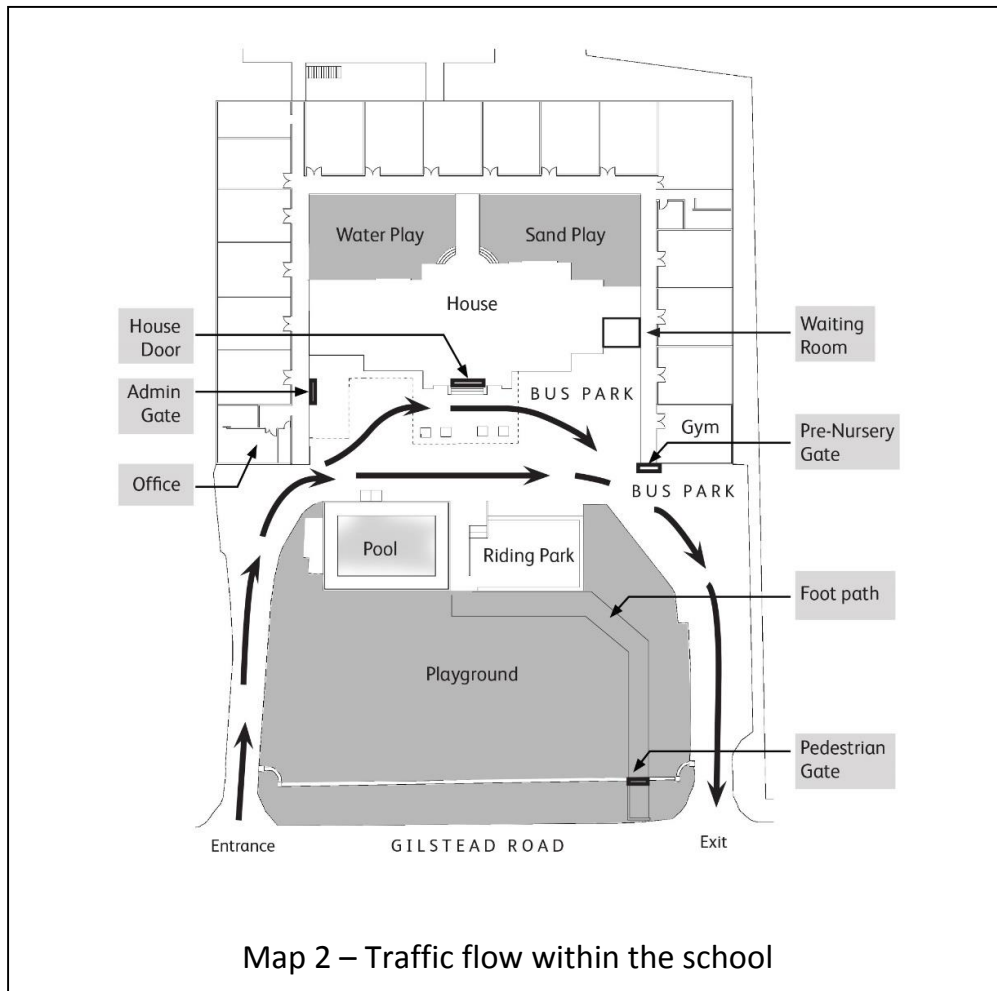 Water Play
Sand Play
House
House
Door
Waiting
Room
Admin
Gate
BUS PARK
Gym
Pre-Nursery
Gate
Office
BUS PARK
Pool
Riding Park
Foot path
Playground
Pedestrian
Gate
Entrance
GILSTEAD ROAD
Exit
Map 2 – Traffic flow within the school